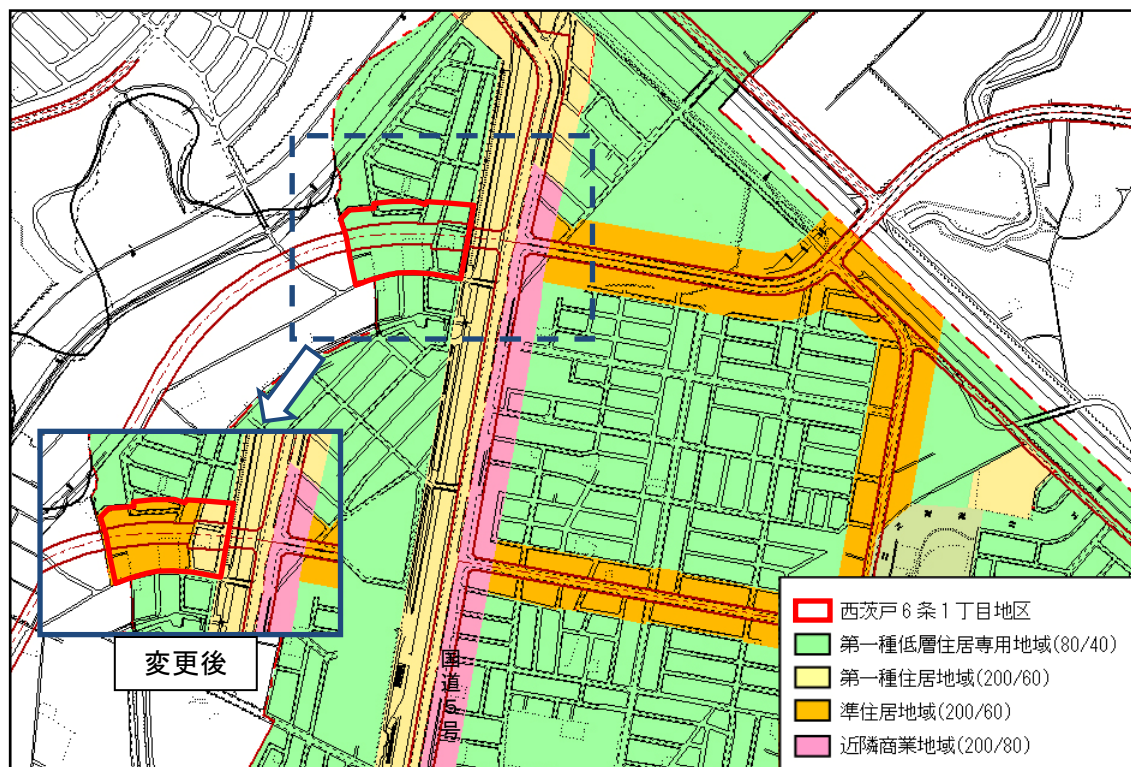 変更後
国道5号
西茨戸6条1丁目地区
第一種低層住居専用地域(80/40)
第一種住居地域(200/60)
準住居地域(200/60)
近隣商業地域(200/80)